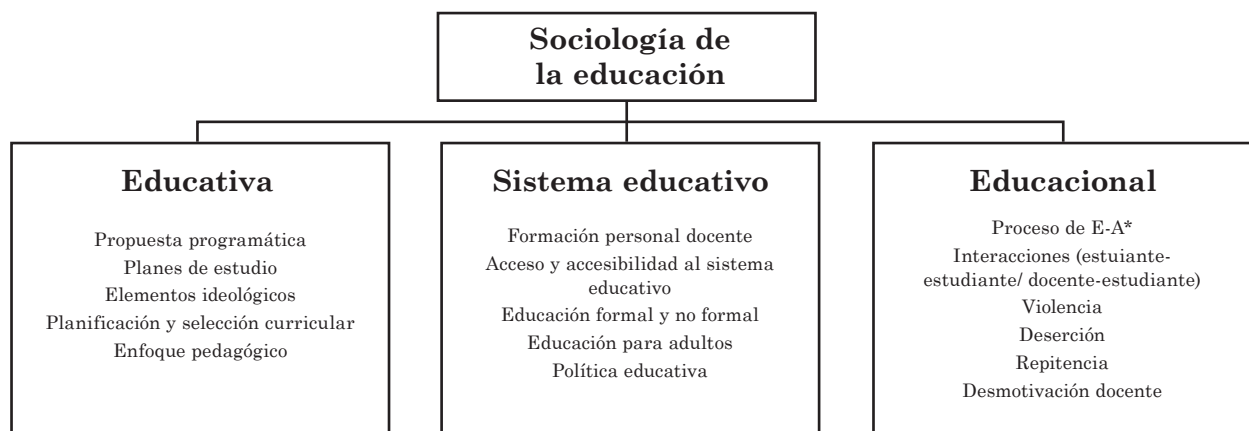 Sociología de
la educación
Educativa
Propuesta programática
Planes de estudio
Elementos ideológicos
Planificación y selección curricular
Enfoque pedagógico
Sistema educativo
Formación personal docente
Acceso y accesibilidad al sistema
educativo
Educación formal y no formal
Educación para adultos
Política educativa
Educacional
Proceso de E-A*
Interacciones (estuiante-
estudiante/ docente-estudiante)
Violencia
Deserción
Repitencia
Desmotivación docente